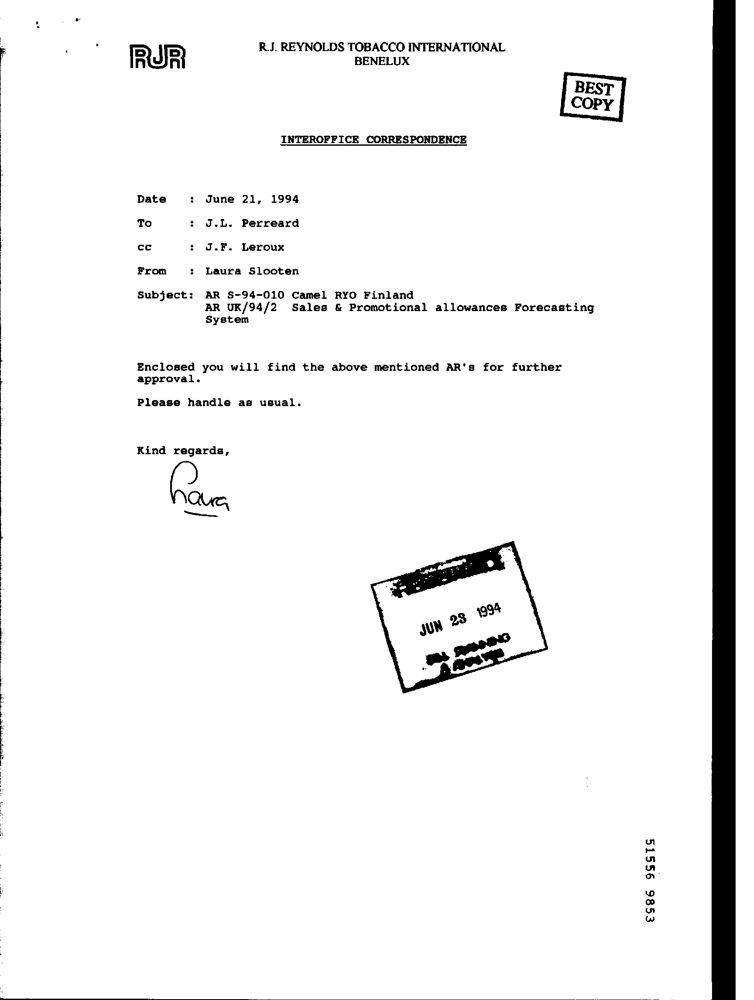 RJR
R.J. REYNOLDS TOBACCO INTERNATIONAL
BENELUX
BEST
COPY
INTEROFFICE CORRESPONDENCE
Date : June 21, 1994
To : J.L. Perreard
cc : J.F. Leroux
From : Laura Slooten
Subject: AR S-94-010 Camel RYO Finland
AR UK/94/2 Sales & Promotional allowances Forecasting
System
Enclosed you will find the above mentioned AR's for further
approval.
Please handle as usual.
Kind regards,
Laura
JUN 23 1994
51556 9853